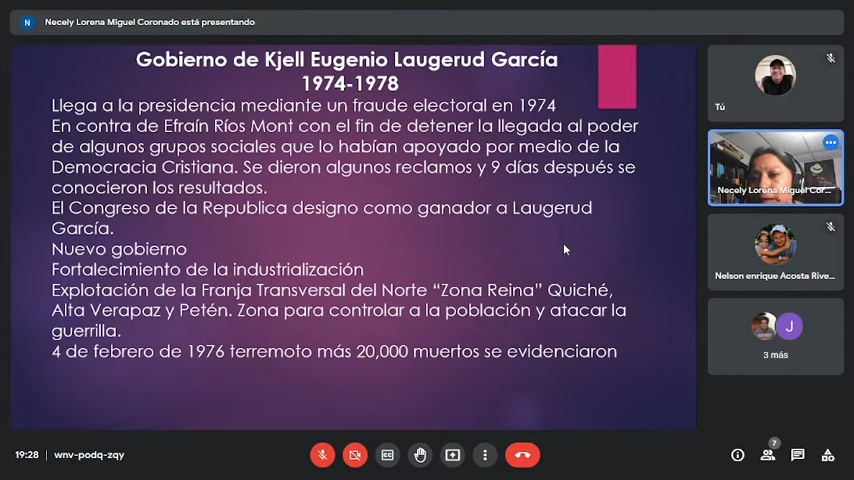 N Necely Lorena Miguel Coronado está presentando
Gobierno de Kjell Eugenio Laugerud García
1974-1978
Llega a la presidencia mediante un fraude electoral en 1974
En contra de Efraín Ríos Mont con el fin de detener la llegada al poder
de algunos grupos sociales que lo habían apoyado por medio de la
Democracia Cristiana. Se dieron algunos reclamos y 9 días después se
conocieron los resultados.
El Congreso de la Republica designo como ganador a Laugerud
García.
Nuevo gobierno
Fortalecimiento de la industrialización
Explotación de la Franja Transversal del Norte “Zona Reina” Quiché,
Alta Verapaz y Petén. Zona para controlar a la población y atacar la
guerrilla.
4 de febrero de 1976 terremoto más 20,000 muertos se evidenciaron
Tú
Necely Lorena Miguel Cor...
Nelson enrique Acosta Rive...
J
3 más
19:28 wnv-podq-zqy
CC
7